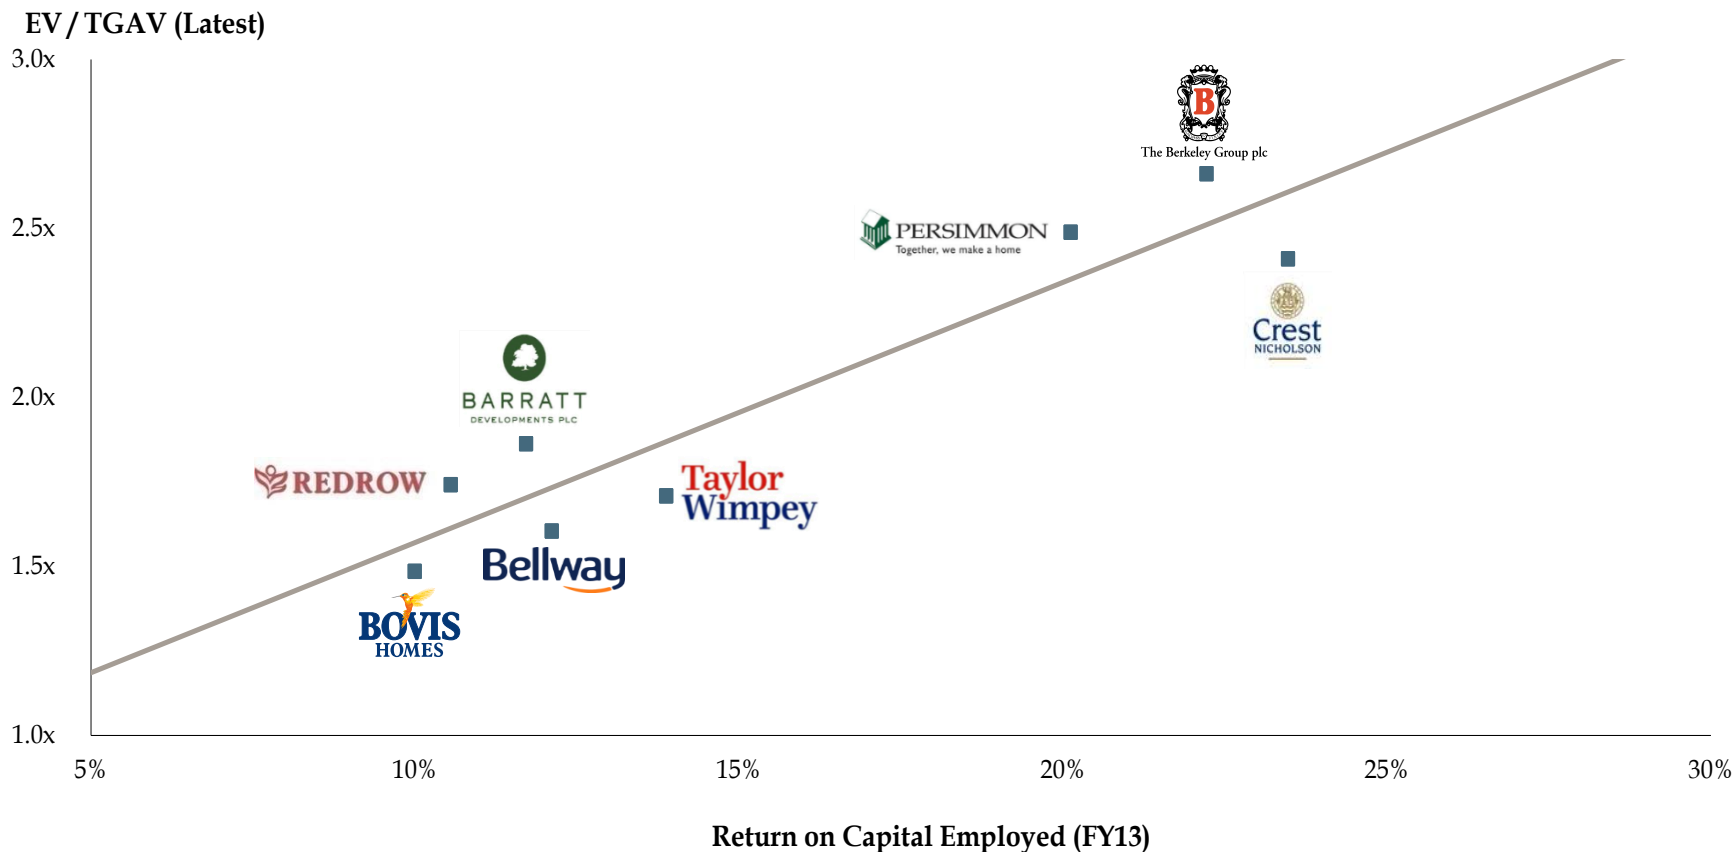 EV / TGAV (Latest)
3.0x
B
The Berkeley Group plc
2.5x
PERSIMMON
Together, we make a home
Crest
NICHOLSON
2.0x
BARRATT
DEVELOPMENTS PLC
REDROW
Taylor
Wimpey
1.5x
Bellway
BOVIS
HOMES
1.0x
5% 10% 15% 20% 25% 30%
Return on Capital Employed (FY13)